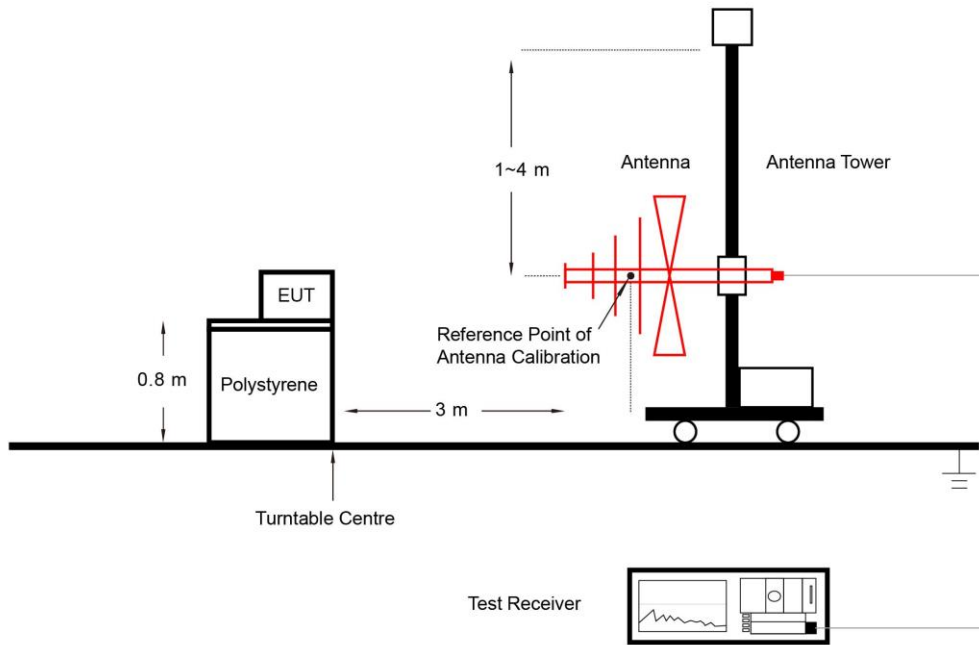 1~4 m
Antenna
Antenna Tower
EUT
Reference Point of
Antenna Calibration
0.8 m
Polystyrene
3 m
Turntable Centre
Test Receiver